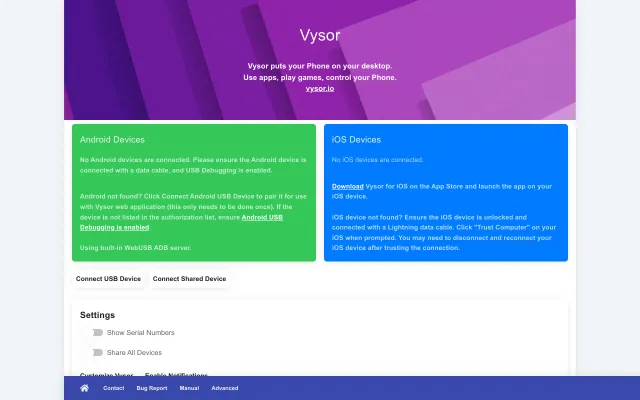 Vysor
Vysor puts your Phone on your desktop.
Use apps, play games, control your Phone.
vysor.io
Android Devices
No Android devices are connected. Please ensure the Android device is
connected with a data cable, and USB Debugging is enabled.
Android not found? Click Connect Android USB Device to pair it for use
with Vysor web application (this only needs to be done once). If the
device is not listed in the authorization list, ensure Android USB
Debugging is enabled
Using built-in WebUSB ADB server.
iOS Devices
No iOS devices are connected.
Download Vysor for iOS on the App Store and launch the app on your
iOS device.
iOS device not found? Ensure the iOS device is unlocked and
connected with a Lightning data cable. Click "Trust Computer" on your
iOS when prompted. You may need to disconnect and reconnect your
iOS device after trusting the connection.
Connect USB Device Connect Shared Device
Settings
Show Serial Numbers
Share All Devices
Customize Vysor Enable Notifications
Contact Bug Report Manual Advanced